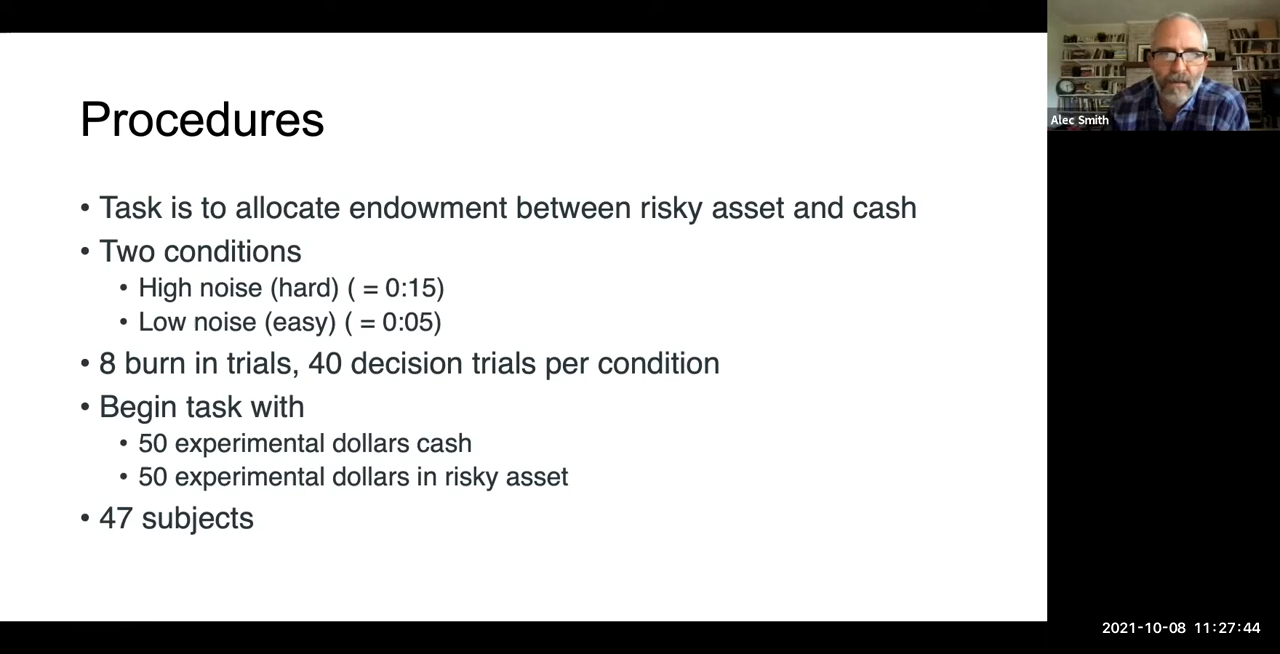 Procedures
• Task is to allocate endowment between risky asset and cash
• Two conditions
• High noise (hard) ( = 0:15)
• Low noise (easy) ( = 0:05)
• 8 burn in trials, 40 decision trials per condition
• Begin task with
• 50 experimental dollars cash
• 50 experimental dollars in risky asset
• 47 subjects
Alec Smith
2021-10-08 11:27:44